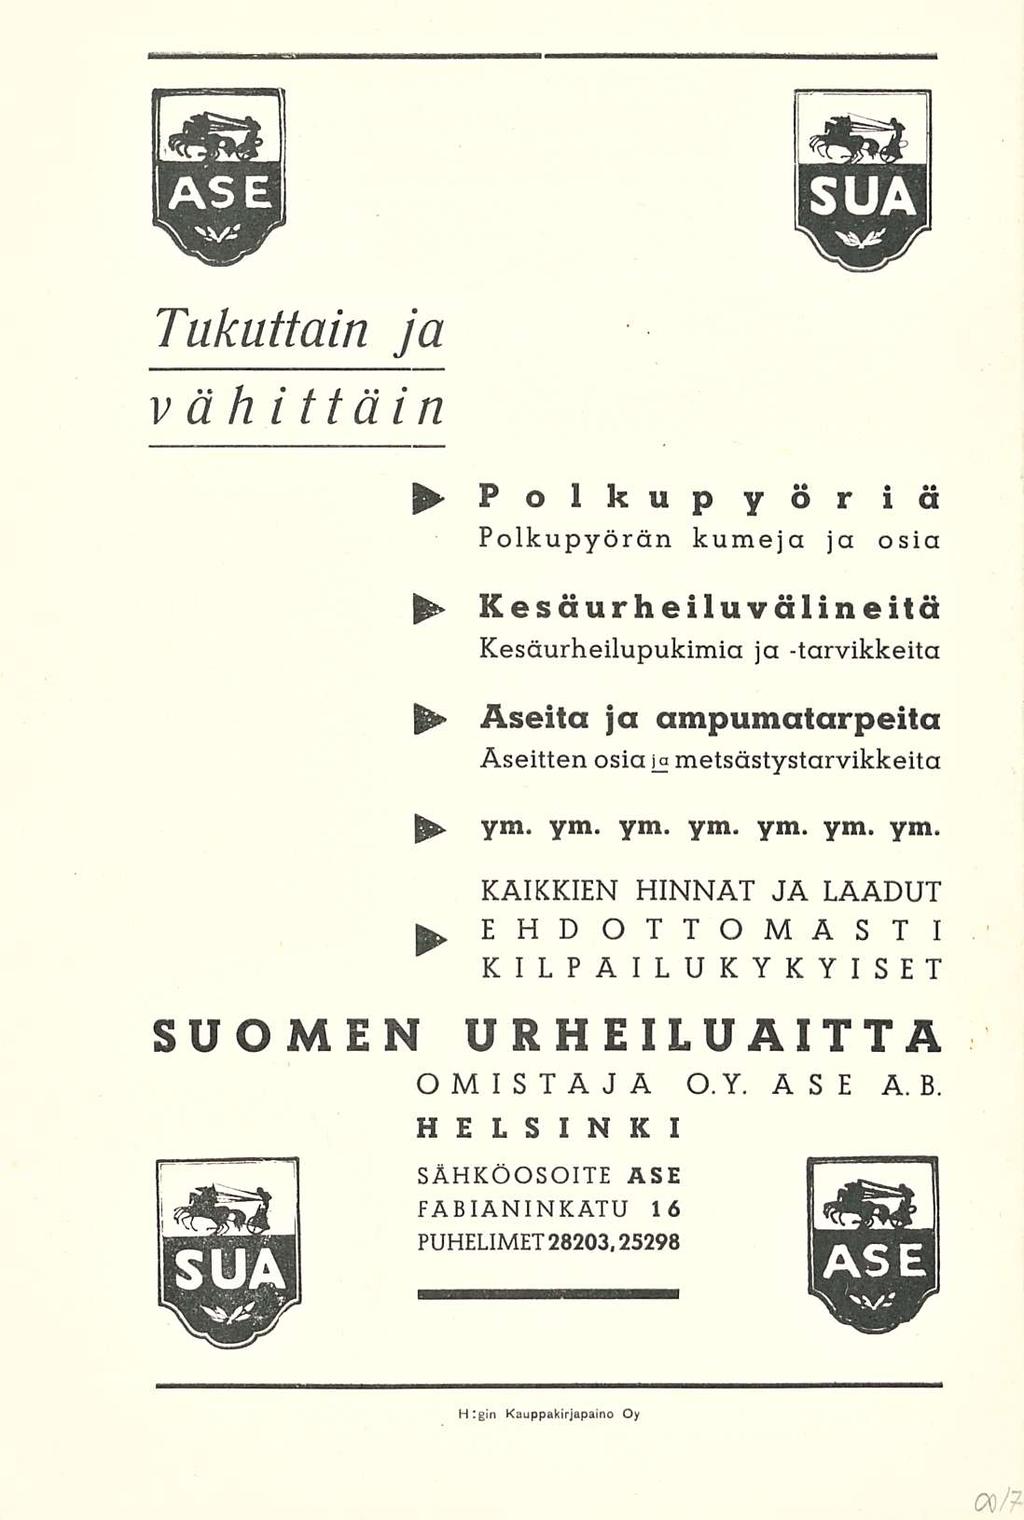 ASE
SUA
Tukuttain ja
vähittäin
Polkupyöriä
Polkupyörän kumeja ja osia
Kesäurheiluvälineitä
Kesäurheilupukimia ja -tarvikkeita
Aseita ja ampumatarpeita
Aseitten osia ja metsästystarvikkeita
ym. ym. ym. ym. ym. ym. ym.
KAIKKIEN HINNAT JA LAADUT
EHDOTTOMASTI
KILPAILUKYKYISET
SUOMEN URHEILUAITTA
OMISTAJA O.Y. ASE A.B.
HELSINKI
SÄHKÖOSOITE ASE
FABIANINKATU 16
PUHELIMET 28203, 25298
SUA
ASE
H:gin Kauppakirjapaino Oy